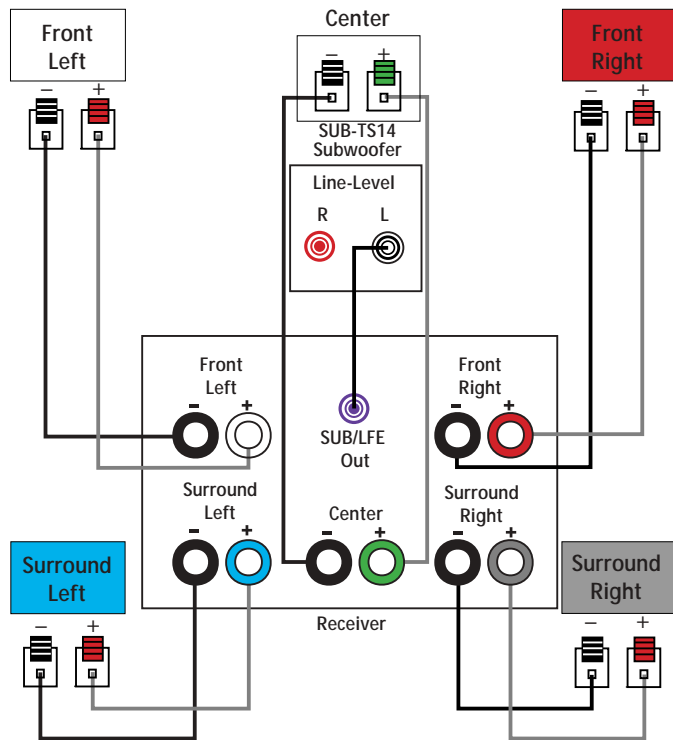 Center
Front
Left
Front
Right
− +
− +
− +
SUB-TS14
Subwoofer
Line-Level
R L
Front
Left
Front
Right
- +
- +
SUB/LFE
Out
Surround
Left
Center
Surround
Right
- +
- +
- +
Surround
Left
Surround
Right
Receiver
− +
− +